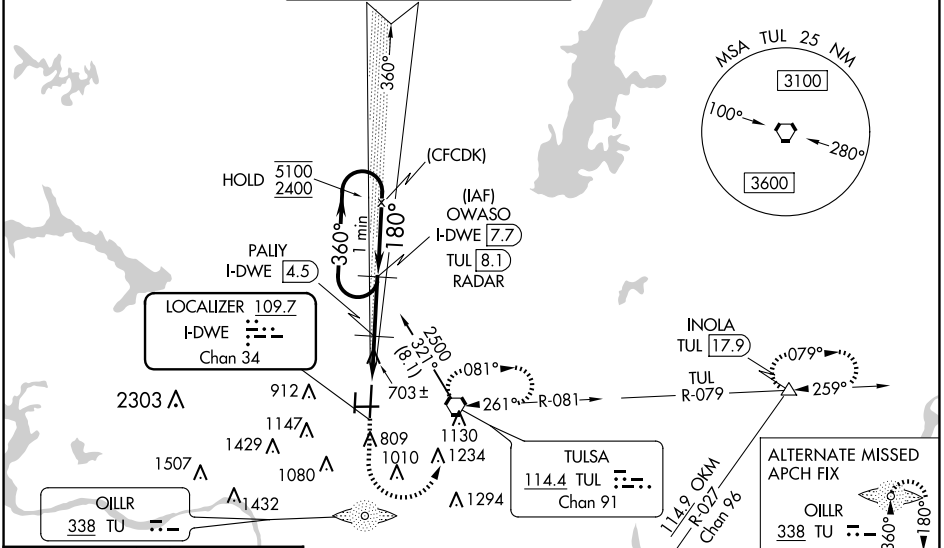 MSA TUL 25 NM
3100
100°
280°
3600
360°
(CFCDK)
HOLD 5100
2400
360°
1 min
180°
(IAF)
OWASO
I-DWE 7.7
TUL 8.1
RADAR
PALIY
I-DWE 4.5
LOCALIZER 109.7
I-DWE
Chan 34
2500
321°
(8.1)
INOLA
TUL 17.9
081°
079°
703 ±
TUL
R-079
259°
261°
R-081
2303
912
1147
1429
809
1130
1010
1234
1507
1080
1432
1294
TULSA
114.4 TUL
Chan 91
114.9 OKM
R-027
Chan 96
OILLR
338 TU
ALTERNATE MISSED
APCH FIX
OILLR
338 TU
360°
180°